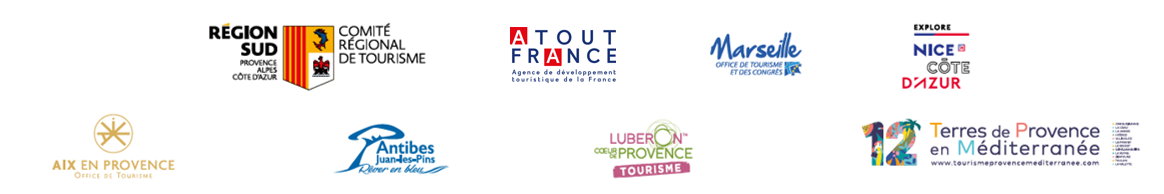 RÉGION
SUD
PROVENCE
ALPES
CÔTE D'AZUR
COMITÉ
RÉGIONAL
DE TOURISME
ATOUT
FRANCE
Agence de développement
touristique de la France
Marseille
OFFICE DE TOURISME
ET DES CONGRÈS
EXPLORE
NICE
CÔTE
D'AZUR
AIX EN PROVENCE
OFFICE DE TOURISME
Antibes
Juan-les-Pins
Rêver en bleu
LUBERON™
CŒUR DE PROVENCE
TOURISME
12 Terres de Provence
en Méditerranée
www.tourismeprovencemediterranee.com